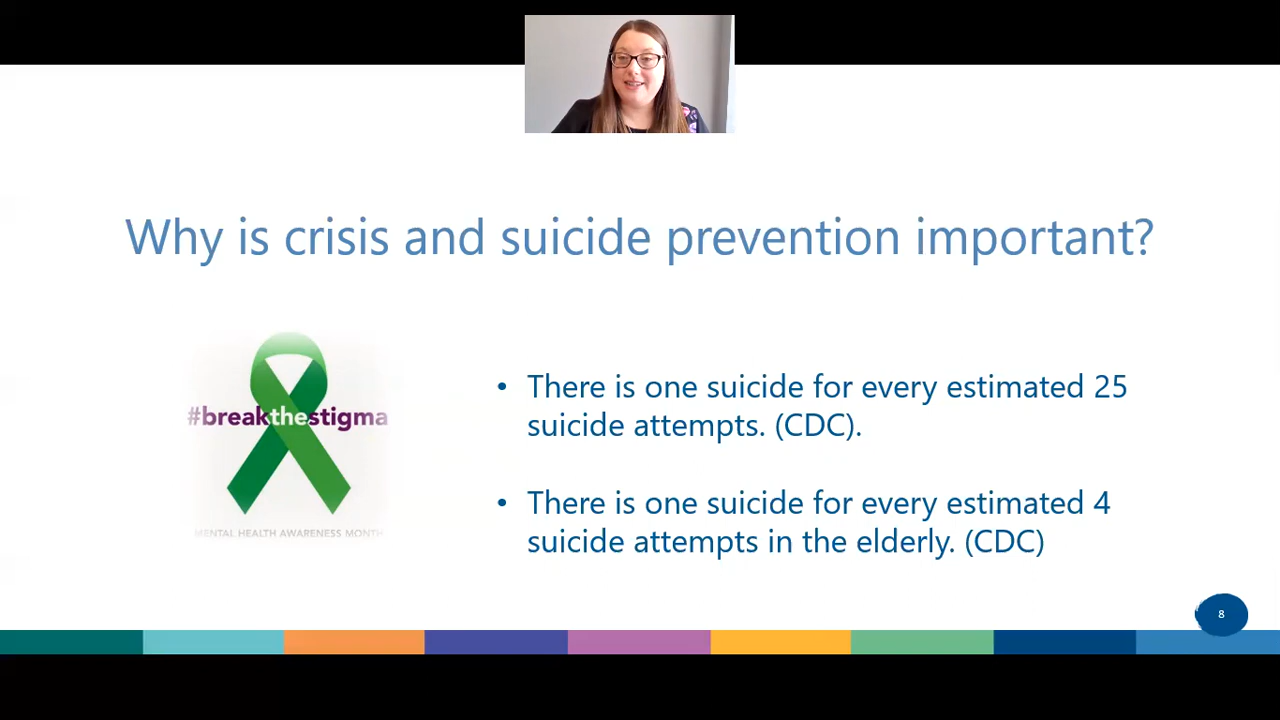 Why is crisis and suicide prevention important?
#breakthestigma
MENTAL HEALTH AWARENESS MONTH
• There is one suicide for every estimated 25
suicide attempts. (CDC).
• There is one suicide for every estimated 4
suicide attempts in the elderly. (CDC)
8